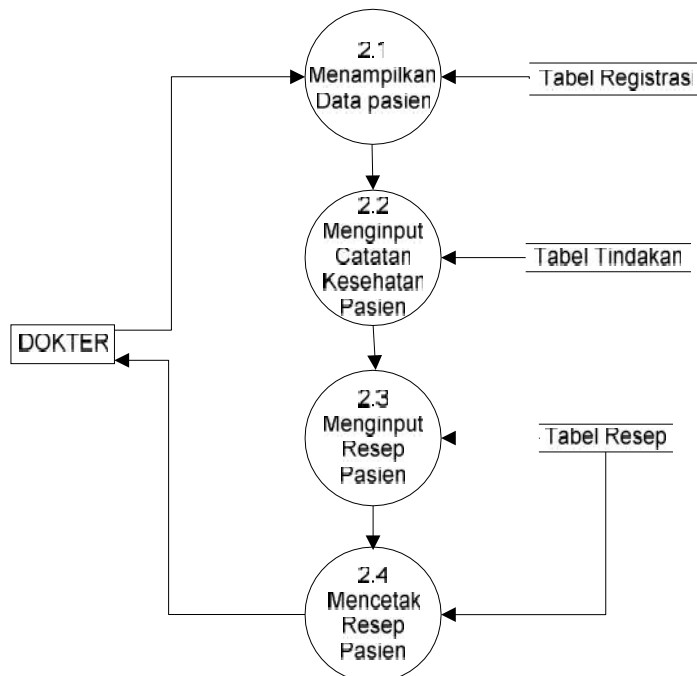 2.1
Menampilkan
Data pasien
Tabel Registrasi
2.2
Menginput
Catatan
Kesehatan
Pasien
Tabel Tindakan
DOKTER
2.3
Menginput
Resep
Pasien
Tabel Resep
2.4
Mencetak
Resep
Pasien